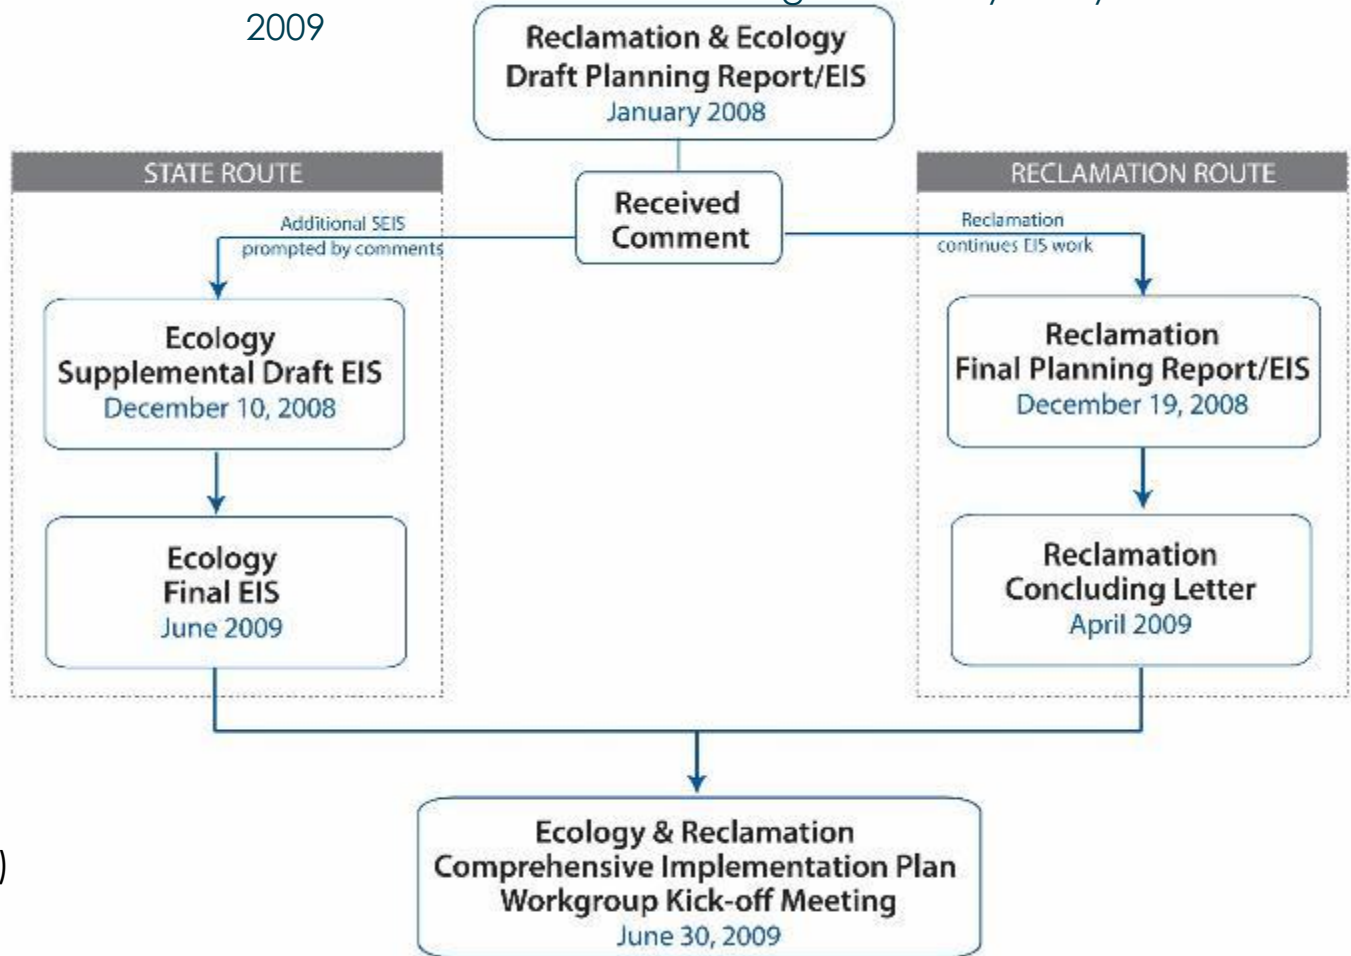 2009
Reclamation & Ecology
Draft Planning Report/EIS
January 2008
STATE ROUTE
RECLAMATION ROUTE
Received
Comment
Additional SEIS
prompted by comments
Reclamation
continues EIS work
Ecology
Supplemental Draft EIS
December 10, 2008
Reclamation
Final Planning Report/EIS
December 19, 2008
Ecology
Final EIS
June 2009
Reclamation
Concluding Letter
April 2009
)
Ecology & Reclamation
Comprehensive Implementation Plan
Workgroup Kick-off Meeting
June 30, 2009